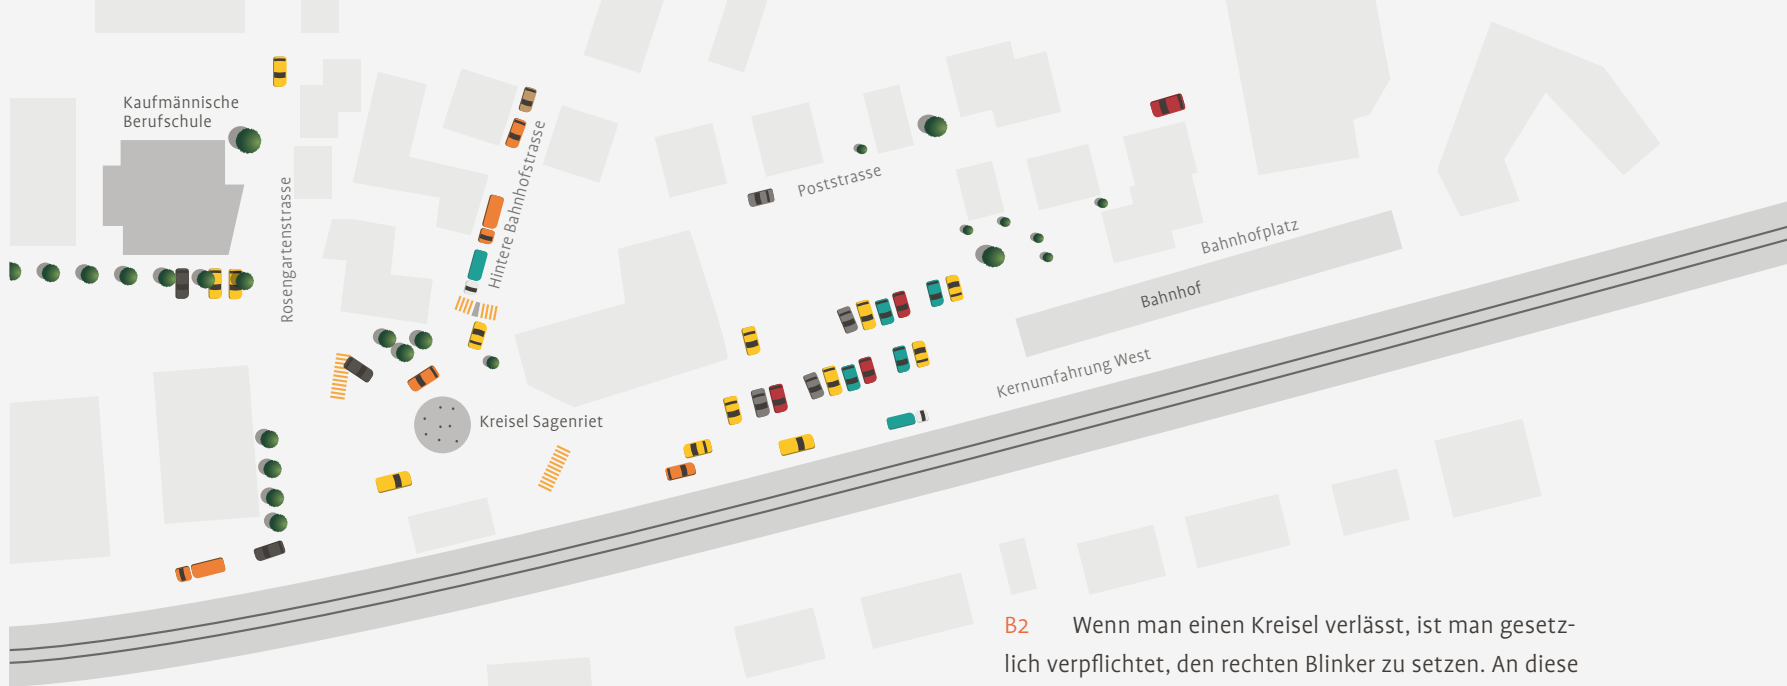 Kaufmännische
Berufschule
Rosengartenstrasse
Hintere Bahnhofstrasse
Poststrasse
Bahnhofplatz
Bahnhof
Kernumfahrung West
Kreisel Sagenriet
B2 Wenn man einen Kreisel verlässt, ist man gesetz-
lich verpflichtet, den rechten Blinker zu setzen. An diese